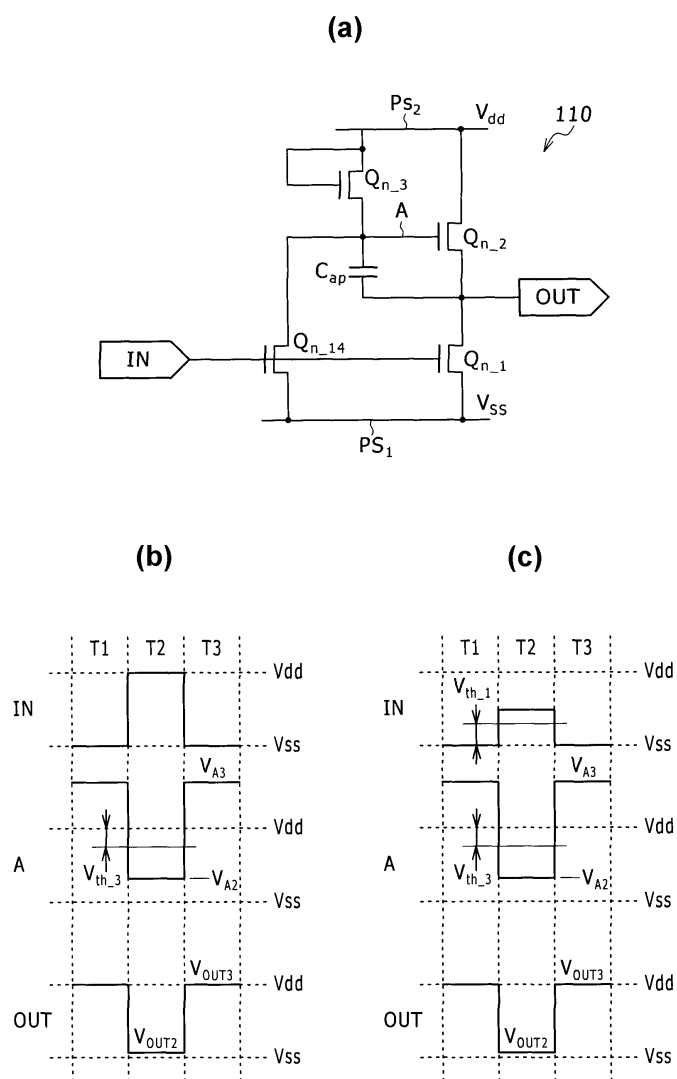 (a)
Ps2
Vdd
110
Qn_3
A
Qn_2
Cap
OUT
Qn_14
IN
Qn_1
VSS
PS1
(b)
T1 T2 T3
Vdd
IN
Vss
VA3
Vdd
A
Vth_3
VA2
Vss
VOUT3
Vdd
OUT
VOUT2
Vss
(c)
T1 T2 T3
Vdd
Vth_1
IN
Vss
VA3
Vdd
A
Vth_3
VA2
Vss
VOUT3
Vdd
OUT
VOUT2
Vss